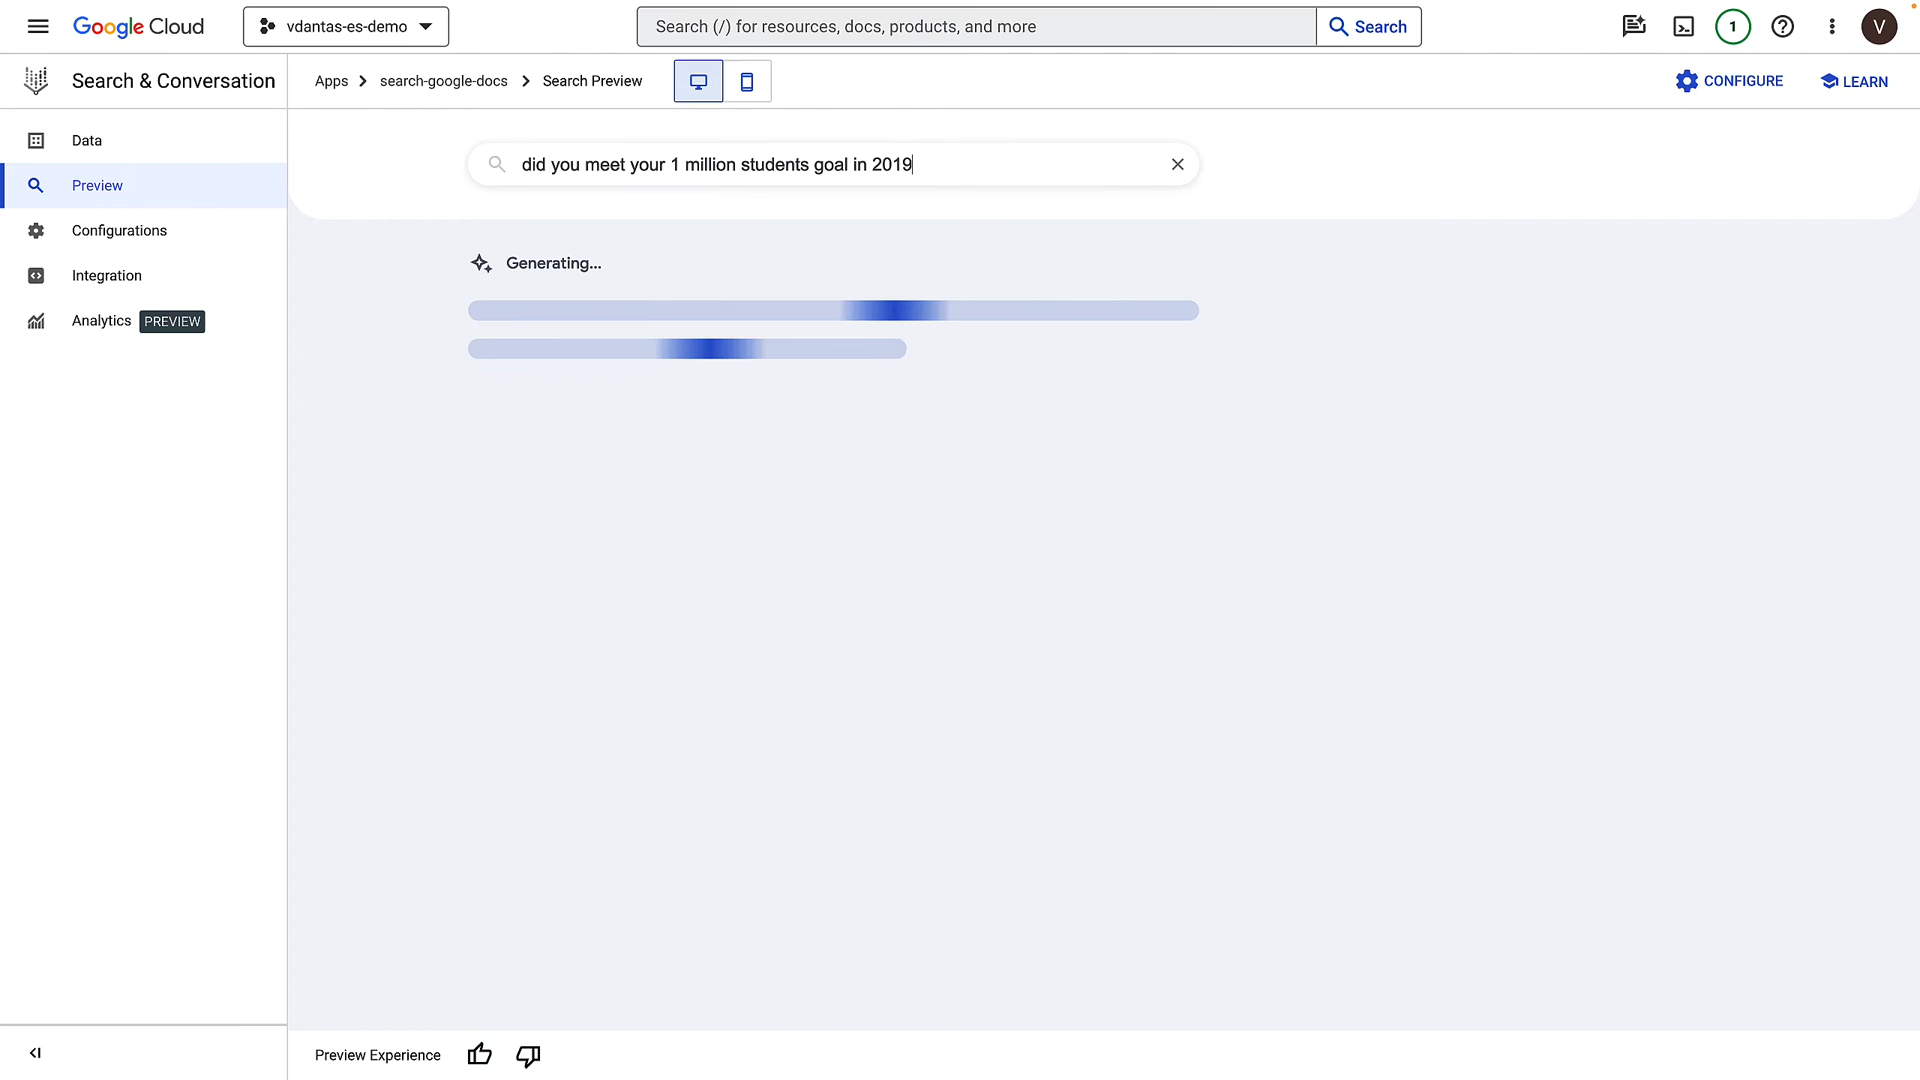 Google Cloud
vdantas-es-demo
Search (/) for resources, docs, products, and more
Search
1
V
Search & Conversation
Apps
search-google-docs
Search Preview
CONFIGURE
LEARN
Data
Preview
Configurations
Integration
Analytics PREVIEW
did you meet your 1 million students goal in 2019
Generating...
Preview Experience